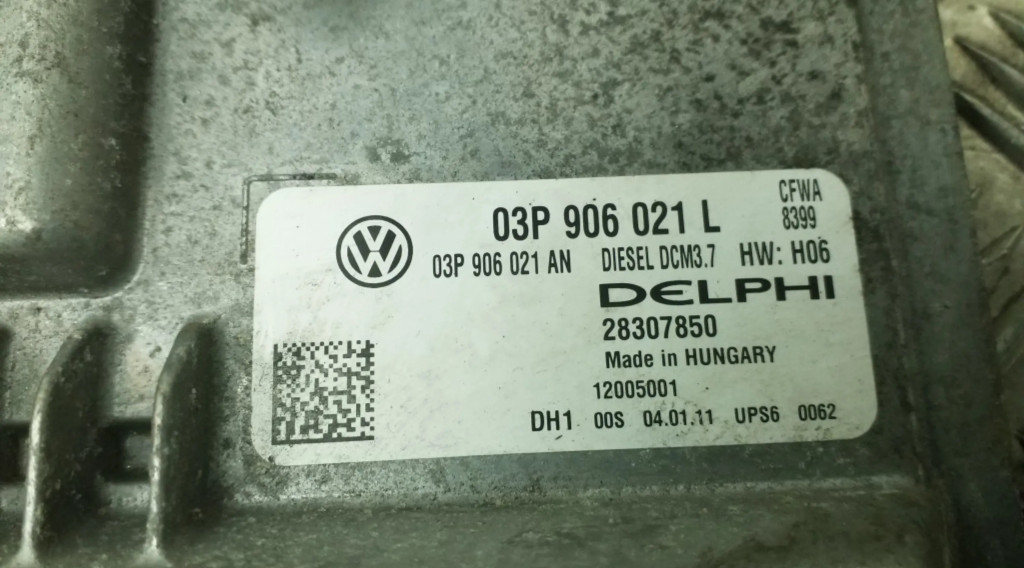 CFWA
8399
03P 906 021 L
03P 906 021 AN DIESEL DCM3.7 HW: H06
DELPHI
28307850
Made in HUNGARY
12005001
DH1 00S 04.01.11 UPS6 0062